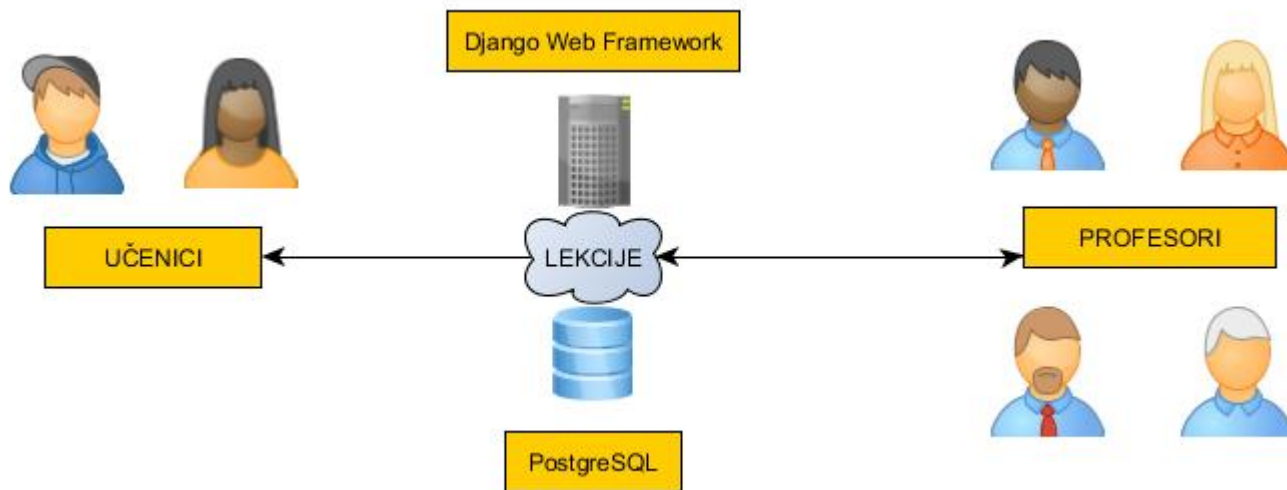 Django Web Framework
UČENICI
LEKCIJE
PROFESORI
PostgreSQL